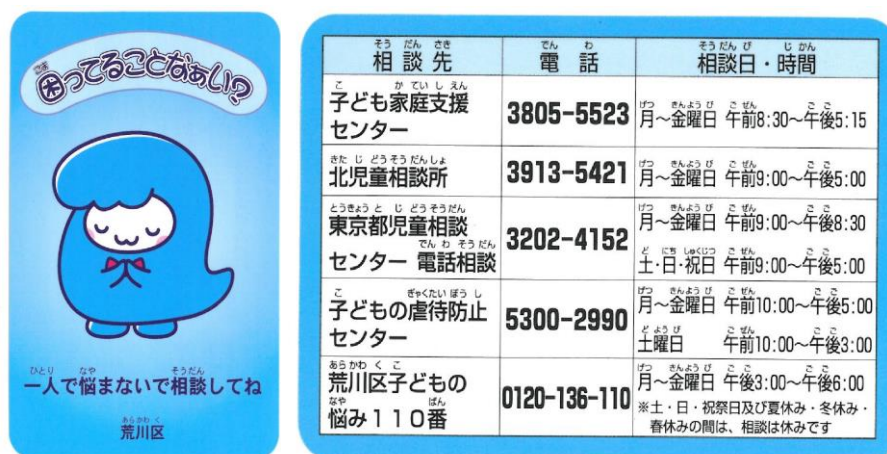 困ってることなぁい?
一人で悩まないで相談してね
荒川区
相談先 電話 相談日・時間
子ども家庭支援
センター
3805-5523
月～金曜日 午前8:30～午後5:15
北児童相談所
3913-5421
月～金曜日 午前9:00～午後5:00
東京都児童相談
センター 電話相談
3202-4152
月～金曜日 午前9:00～午後8:30
土・日・祝日 午前9:00～午後5:00
子どもの虐待防止
センター
5300-2990
月～金曜日 午前10:00～午後5:00
土曜日 午前10:00～午後3:00
荒川区子どもの
悩み110番
0120-136-110
月～金曜日 午後3:00～午後6:00
※土・日・祝祭日及び夏休み・冬休み・
春休みの間は、相談は休みです